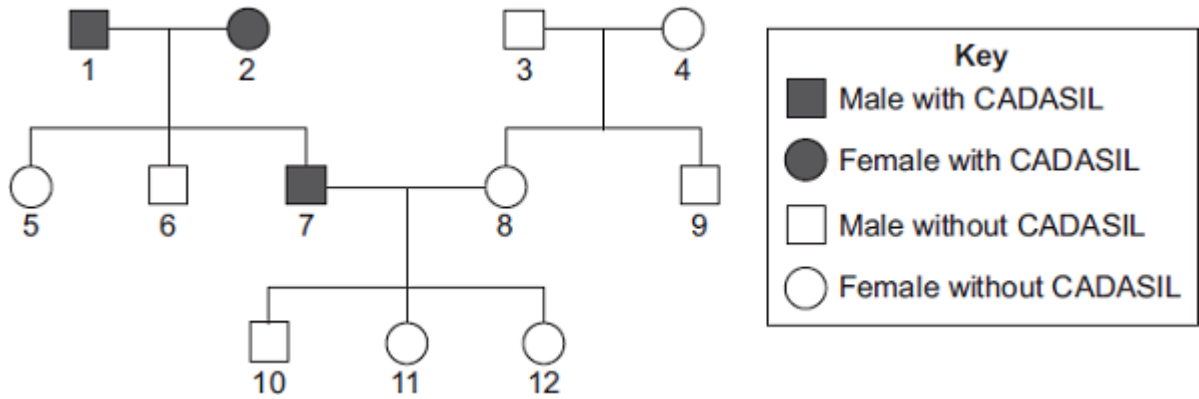 1 2 3 4
5 6 7 8 9
10 11 12
Key
Male with CADASIL
Female with CADASIL
Male without CADASIL
Female without CADASIL